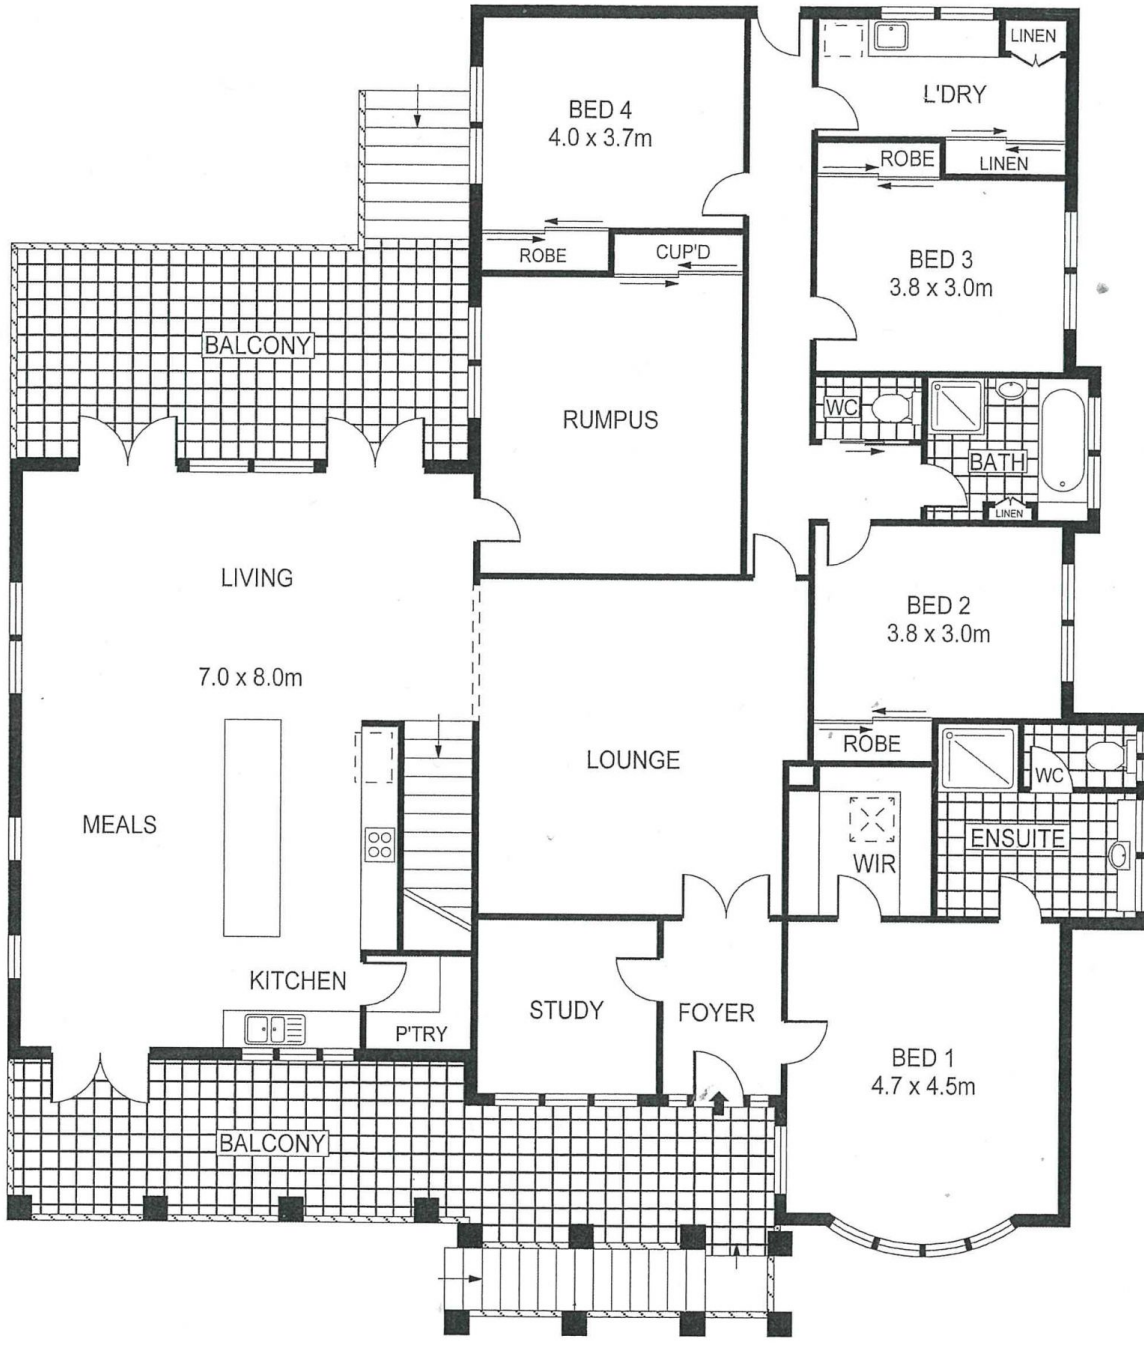 LINEN
L'DRY
BED 4
4.0 x 3.7m
ROBE
LINEN
ROBE
CUP'D
BED 3
3.8 x 3.0m
BALCONY
RUMPUS
WC
BATH
LINEN
LIVING
7.0 x 8.0m
BED 2
3.8 x 3.0m
ROBE
LOUNGE
WC
MEALS
ENSUITE
WIR
KITCHEN
P'TRY
STUDY
FOYER
BED 1
4.7 x 4.5m
BALCONY